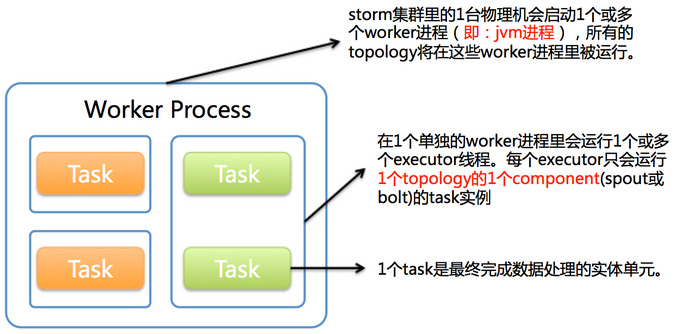 storm集群里的1台物理机会启动1个或多
个worker进程（即：jvm进程），所有的
topology将在这些worker进程里被运行。
Worker Process
Task
Task
在1个单独的worker进程里会运行1个或多
个executor线程。每个executor只会运行
1个topology的1个component(spout或
bolt)的task实例
Task
Task
1个task是最终完成数据处理的实体单元。